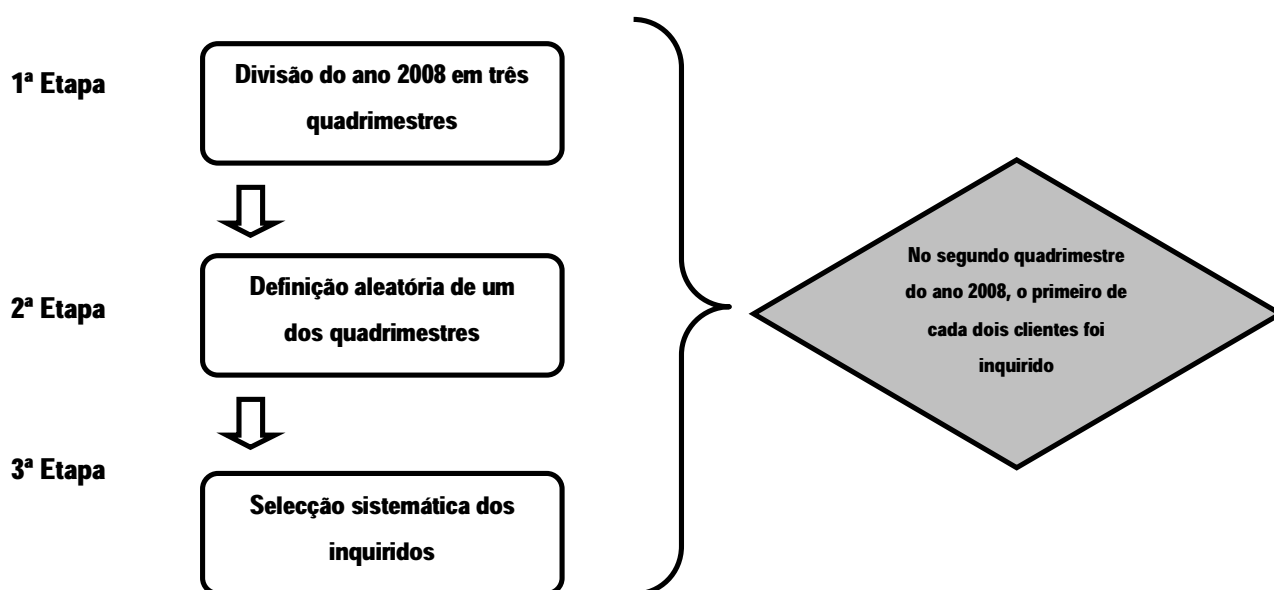 1ª Etapa
Divisão do ano 2008 em três
quadrimestres
2ª Etapa
Definição aleatória de um
dos quadrimestres
3ª Etapa
Selecção sistemática dos
inquiridos
No segundo quadrimestre
do ano 2008, o primeiro de
cada dois clientes foi
inquirido